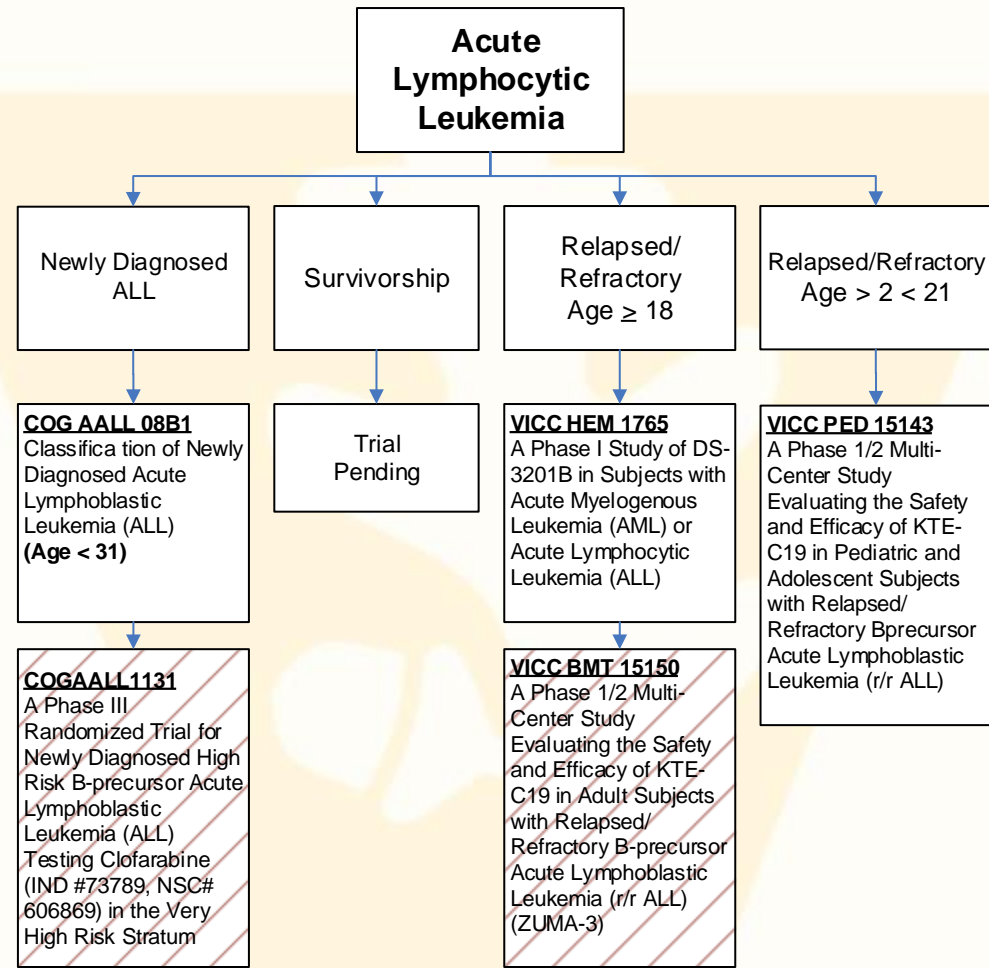 Acute
Lymphocytic
Leukemia
Newly Diagnosed
ALL
Survivorship
Relapsed/
Refractory
Age ≥ 18
Relapsed/Refractory
Age > 2 < 21
COG AALL 08B1
Classifica tion of Newly
Diagnosed Acute
Lymphoblastic
Leukemia (ALL)
(Age < 31)
Trial
Pending
VICC HEM 1765
A Phase I Study of DS-
3201B in Subjects with
Acute Myelogenous
Leukemia (AML) or
Acute Lymphocytic
Leukemia (ALL)
VICC PED 15143
A Phase 1/2 Multi-
Center Study
Evaluating the Safety
and Efficacy of KTE-
C19 in Pediatric and
Adolescent Subjects
with Relapsed/
Refractory Bprecursor
Acute Lymphoblastic
Leukemia (r/r ALL)
COGAALL1131
A Phase III
Randomized Trial for
Newly Diagnosed High
Risk B-precursor Acute
Lymphoblastic
Leukemia (ALL)
Testing Clofarabine
(IND #73789, NSC#
606869) in the Very
High Risk Stratum
VICC BMT 15150
A Phase 1/2 Multi-
Center Study
Evaluating the Safety
and Efficacy of KTE-
C19 in Adult Subjects
with Relapsed/
Refractory B-precursor
Acute Lymphoblastic
Leukemia (r/r ALL)
(ZUMA-3)